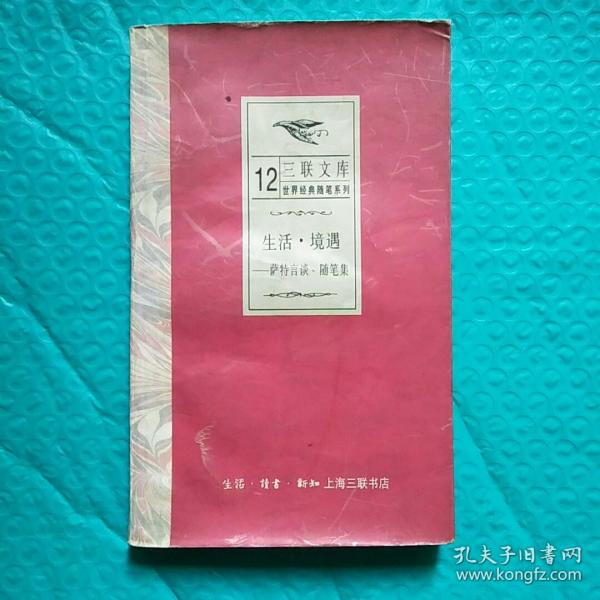 12
三联文库
世界经典随笔系列
生活·境遇
——萨特言谈、随笔集
生活·讀書·新知 上海三联书店
孔夫子旧书网
www.kongfz.com